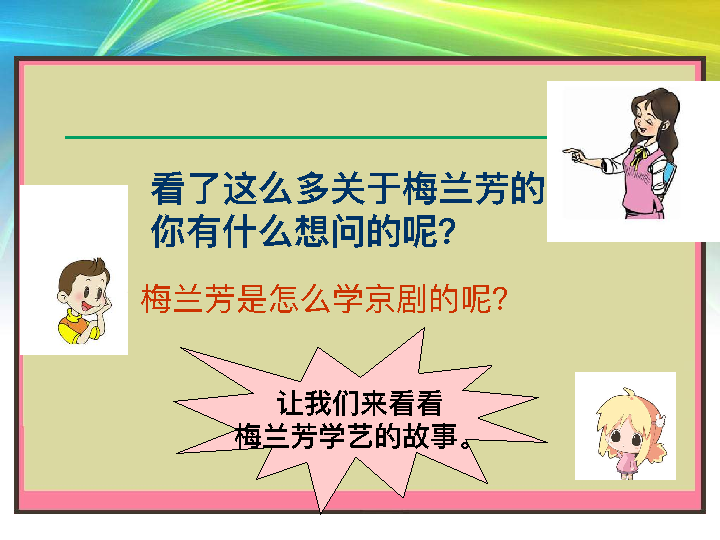 看了这么多关于梅兰芳的
你有什么想问的呢?
梅兰芳是怎么学京剧的呢?
让我们来看看
梅兰芳学艺的故事。